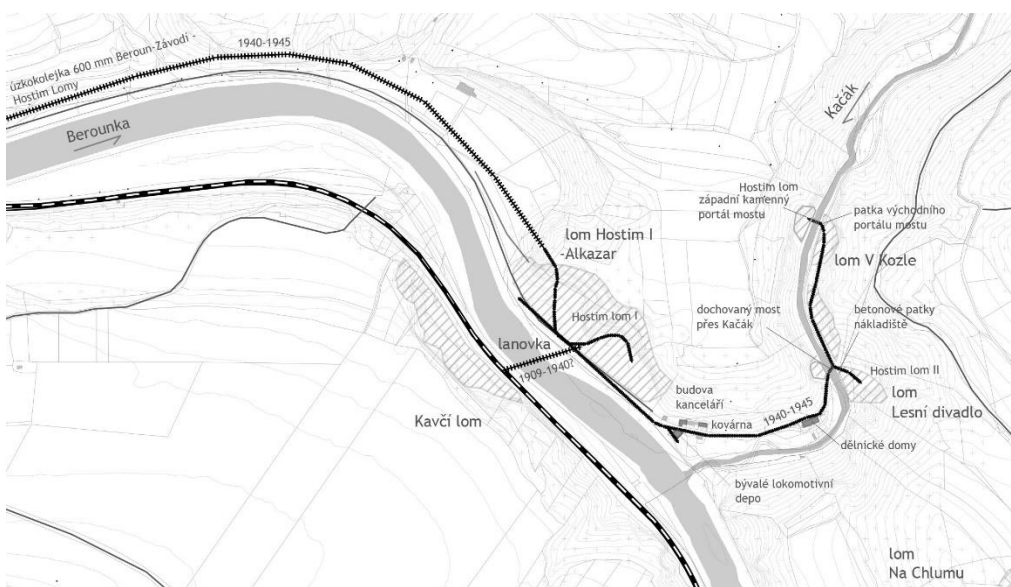 1940-1945
úzkokolejka 600 mm Beroun-Závodí -
Hostim Lomy
Berounka
Kačák
Hostim lom
západní kamenný
portál mostu
patka východního
portálu mostu
lom V Kozle
lom Hostim I
-Alkazar
Hostim lom I
dochovaný most
přes Kačák
betonové patky
nákladiště
lanovka
1909-1940?
Hostim lom II
lom
Lesní divadlo
budova
kanceláří
Kavčí lom
kovárna
1940-1945
dělnické domy
bývalé lokomotivní
depo
lom
Na Chlumu